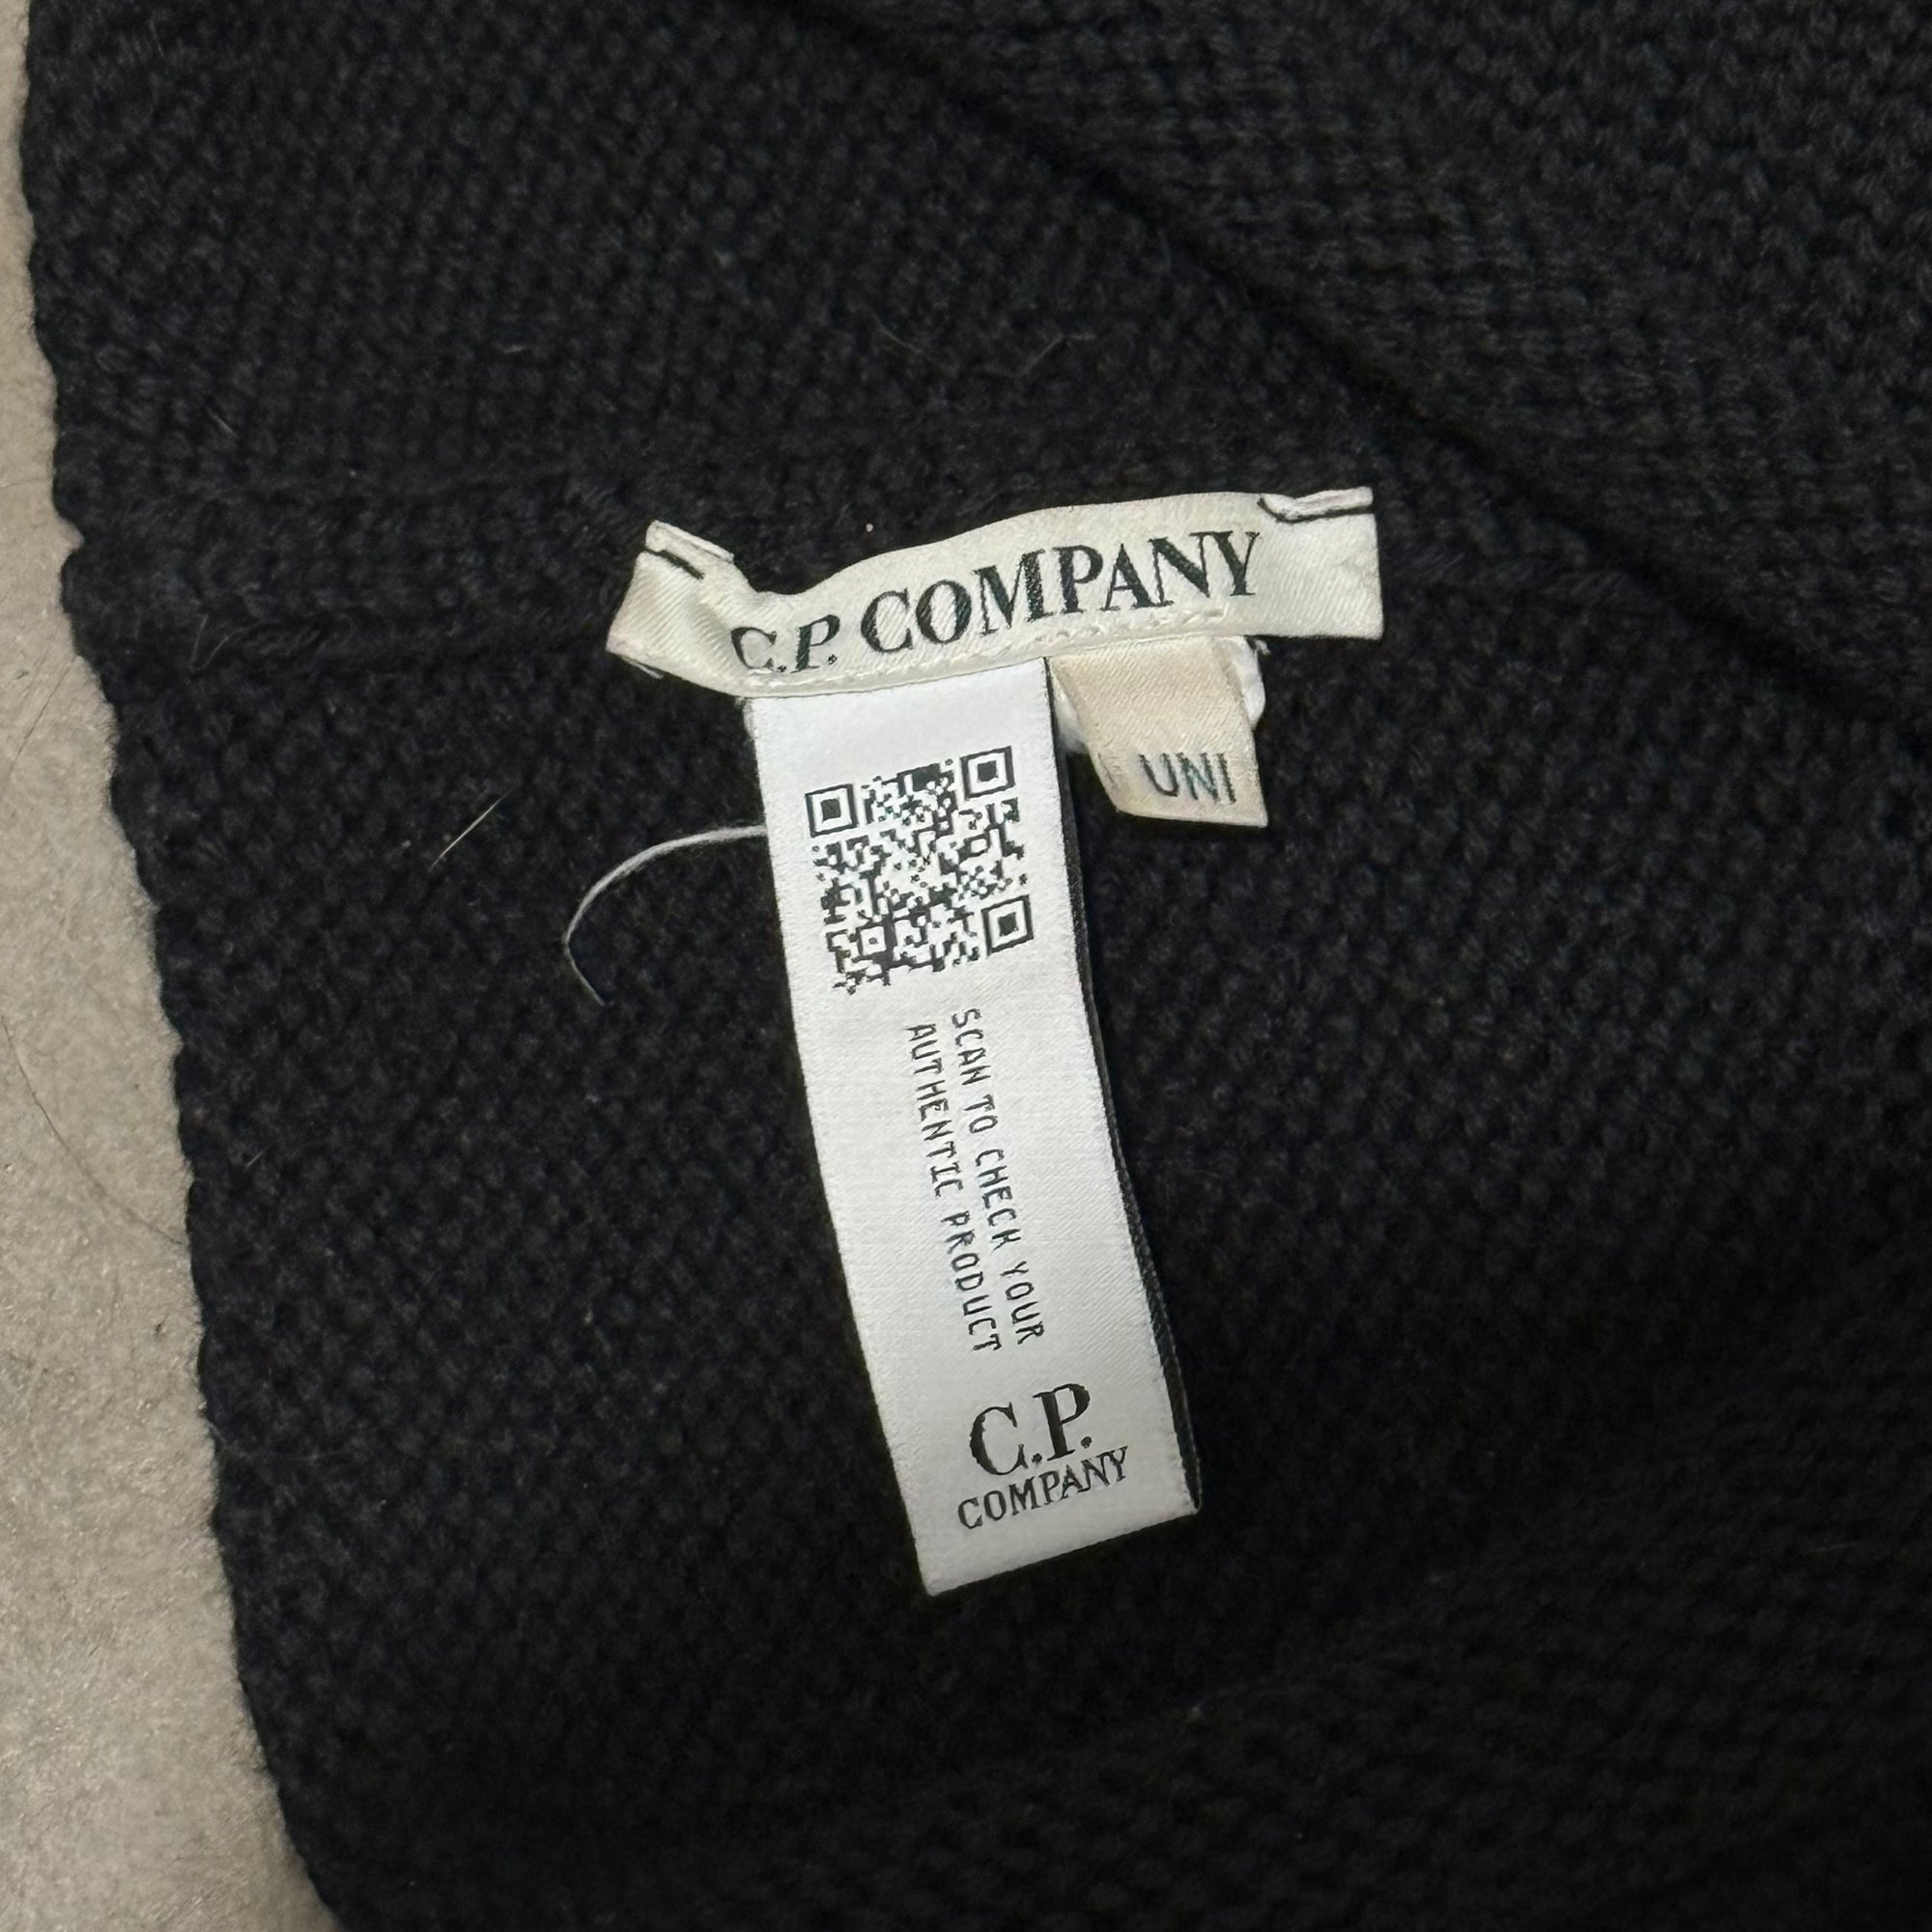 C.P. COMPANY
UNI
SCAN TO CHECK YOUR
AUTHENTIC PRODUCT
C.P.
COMPANY